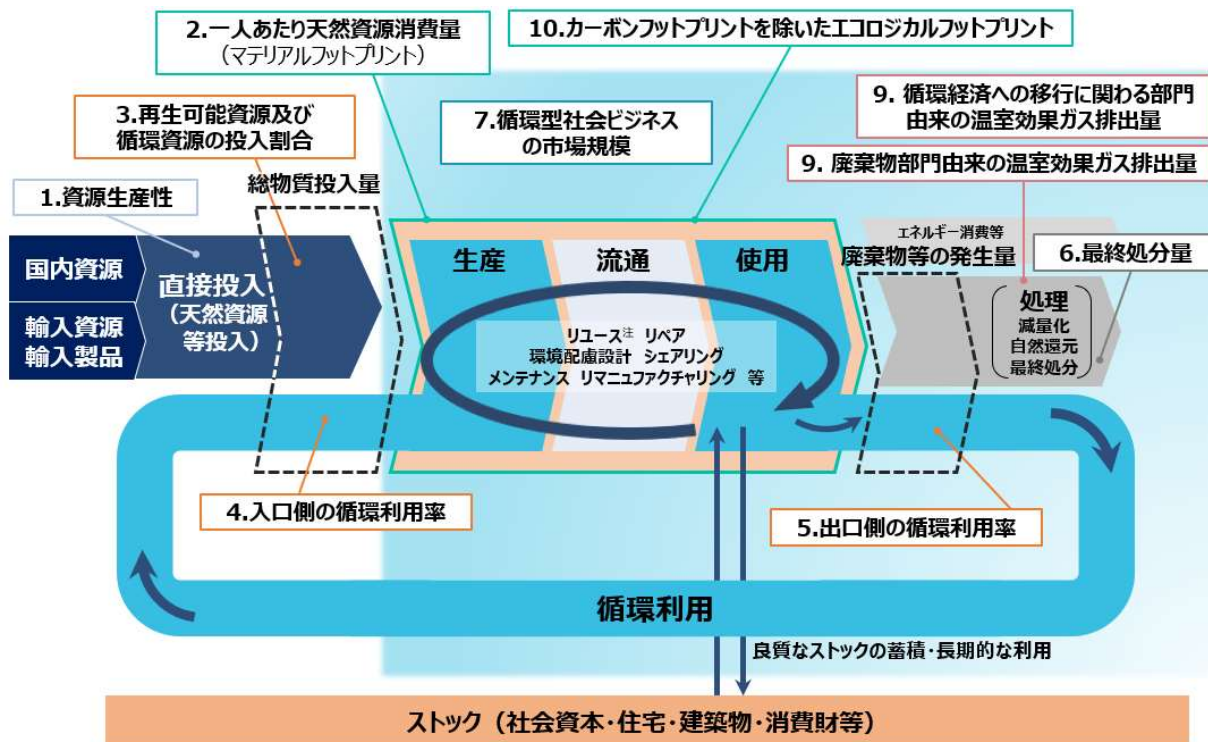 2.一人あたり天然資源消費量
（マテリアルフットプリント）
10.カーボンフットプリントを除いたエコロジカルフットプリント
3.再生可能資源及び
循環資源の投入割合
7.循環型社会ビジネス
の市場規模
9. 循環経済への移行に関わる部門
由来の温室効果ガス排出量
9. 廃棄物部門由来の温室効果ガス排出量
1.資源生産性
総物質投入量
国内資源
輸入資源
輸入製品
直接投入
（天然資源
等投入）
生産
流通
使用
リユース注 リペア
環境配慮設計 シェアリング
メンテナンス リマニュファクチャリング 等
エネルギー消費等
廃棄物等の発生量
6.最終処分量
処理
減量化
自然還元
最終処分
4.入口側の循環利用率
5.出口側の循環利用率
循環利用
良質なストックの蓄積・長期的な利用
ストック（社会資本・住宅・建築物・消費財等）